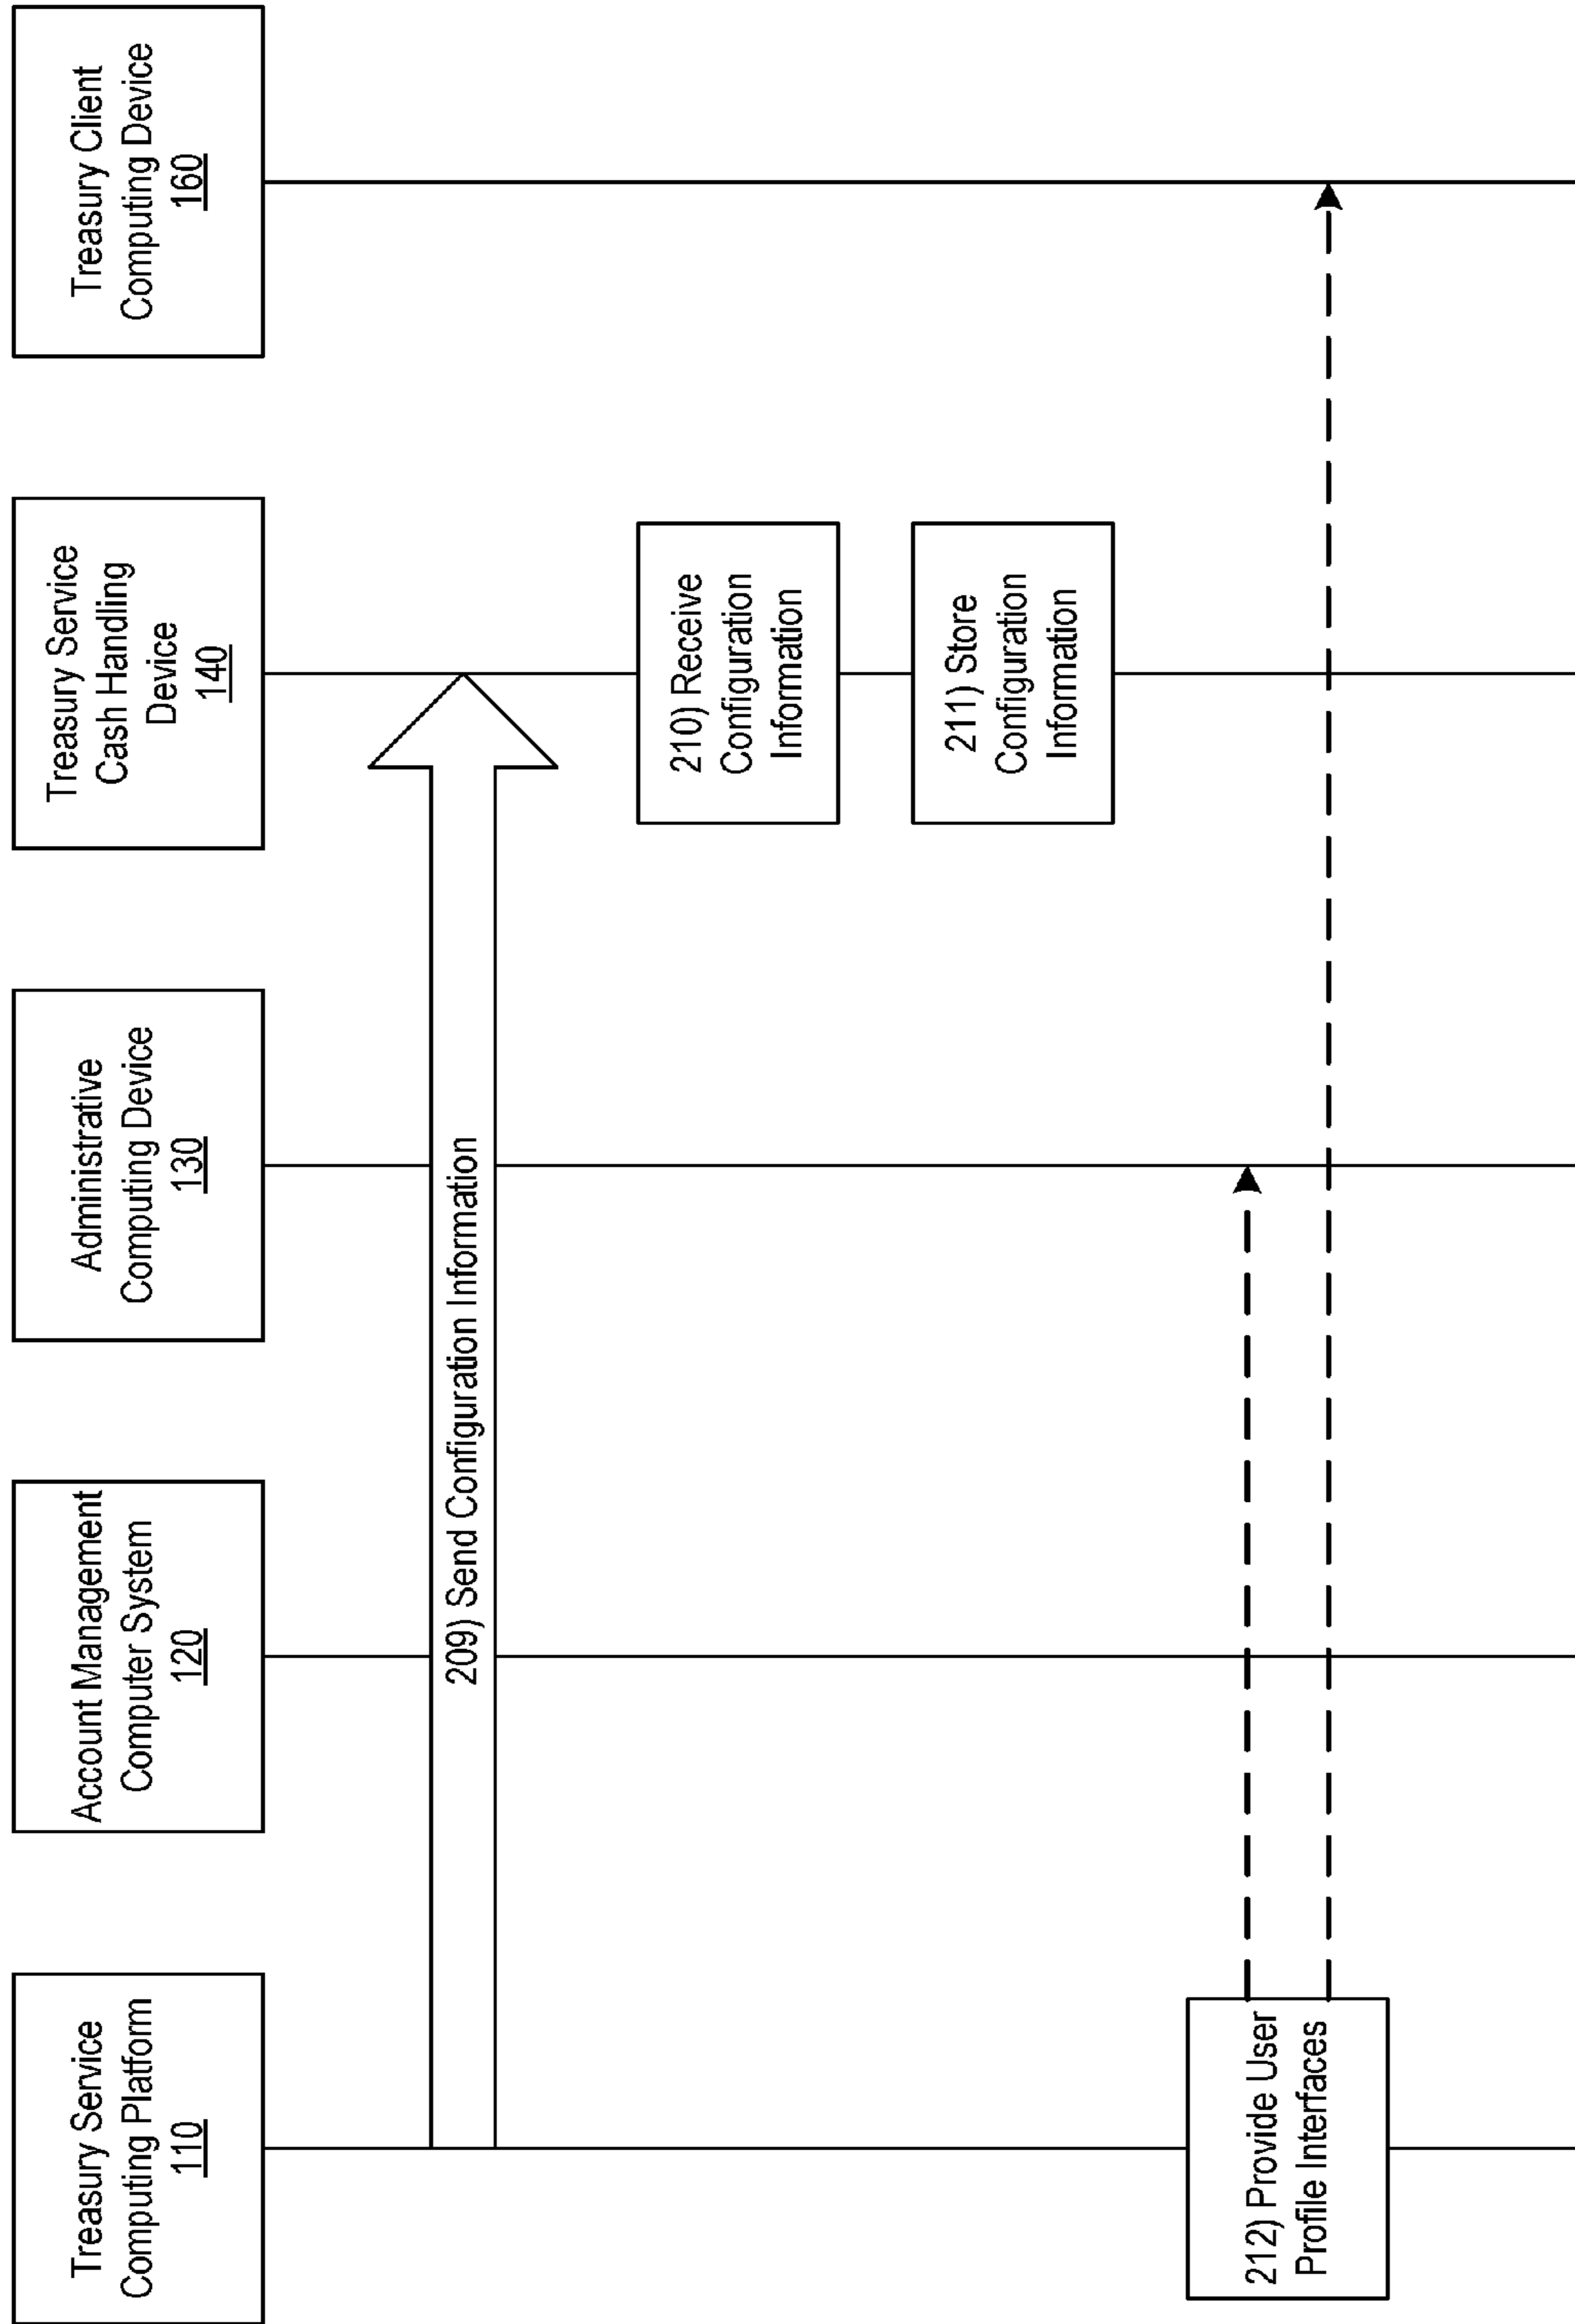 Treasury Service
Computing Platform
110
Account Management
Computer System
120
Administrative
Computing Device
130
Treasury Service
Cash Handling
Device
140
Treasury Client
Computing Device
160
209) Send Configuration Information
210) Receive
Configuration
Information
211) Store
Configuration
Information
212) Provide User
Profile Interfaces